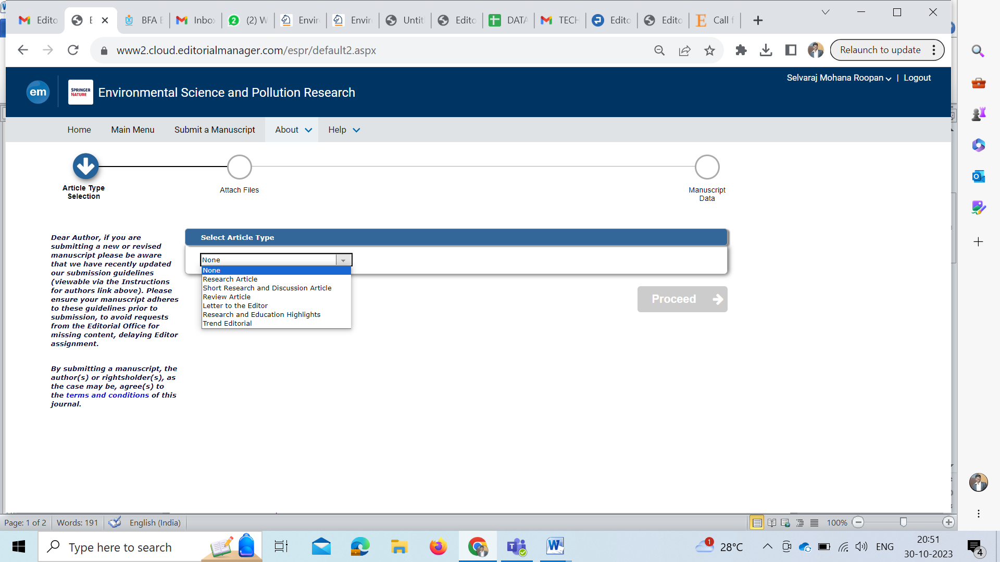 Edito
E
BFA E
Inbo
(2) W
Envir
Envir
Untit
Edito
DATA
TECH
Edito
Edito
Call f
www2.cloud.editorialmanager.com/espr/default2.aspx
Relaunch to update
Selvaraj Mohana Roopan | Logout
em
SPRINGER
NATURE
Environmental Science and Pollution Research
Home
Main Menu
Submit a Manuscript
About
Help
Article Type
Selection
Attach Files
Manuscript
Data
Dear Author, if you are
submitting a new or revised
manuscript please be aware
that we have recently updated
our submission guidelines
(viewable via the Instructions
for authors link above). Please
ensure your manuscript adheres
to these guidelines prior to
submission, to avoid requests
from the Editorial Office for
missing content, delaying Editor
assignment.
By submitting a manuscript, the
author(s) or rightsholder(s), as
the case may be, agree(s) to
the terms and conditions of this
journal.
Select Article Type
None
None
Research Article
Short Research and Discussion Article
Review Article
Letter to the Editor
Research and Education Highlights
Trend Editorial
Proceed
Page: 1 of 2
Words: 191
English (India)
100%
Type here to search
1
28°C
ENG
20:51
30-10-2023
4